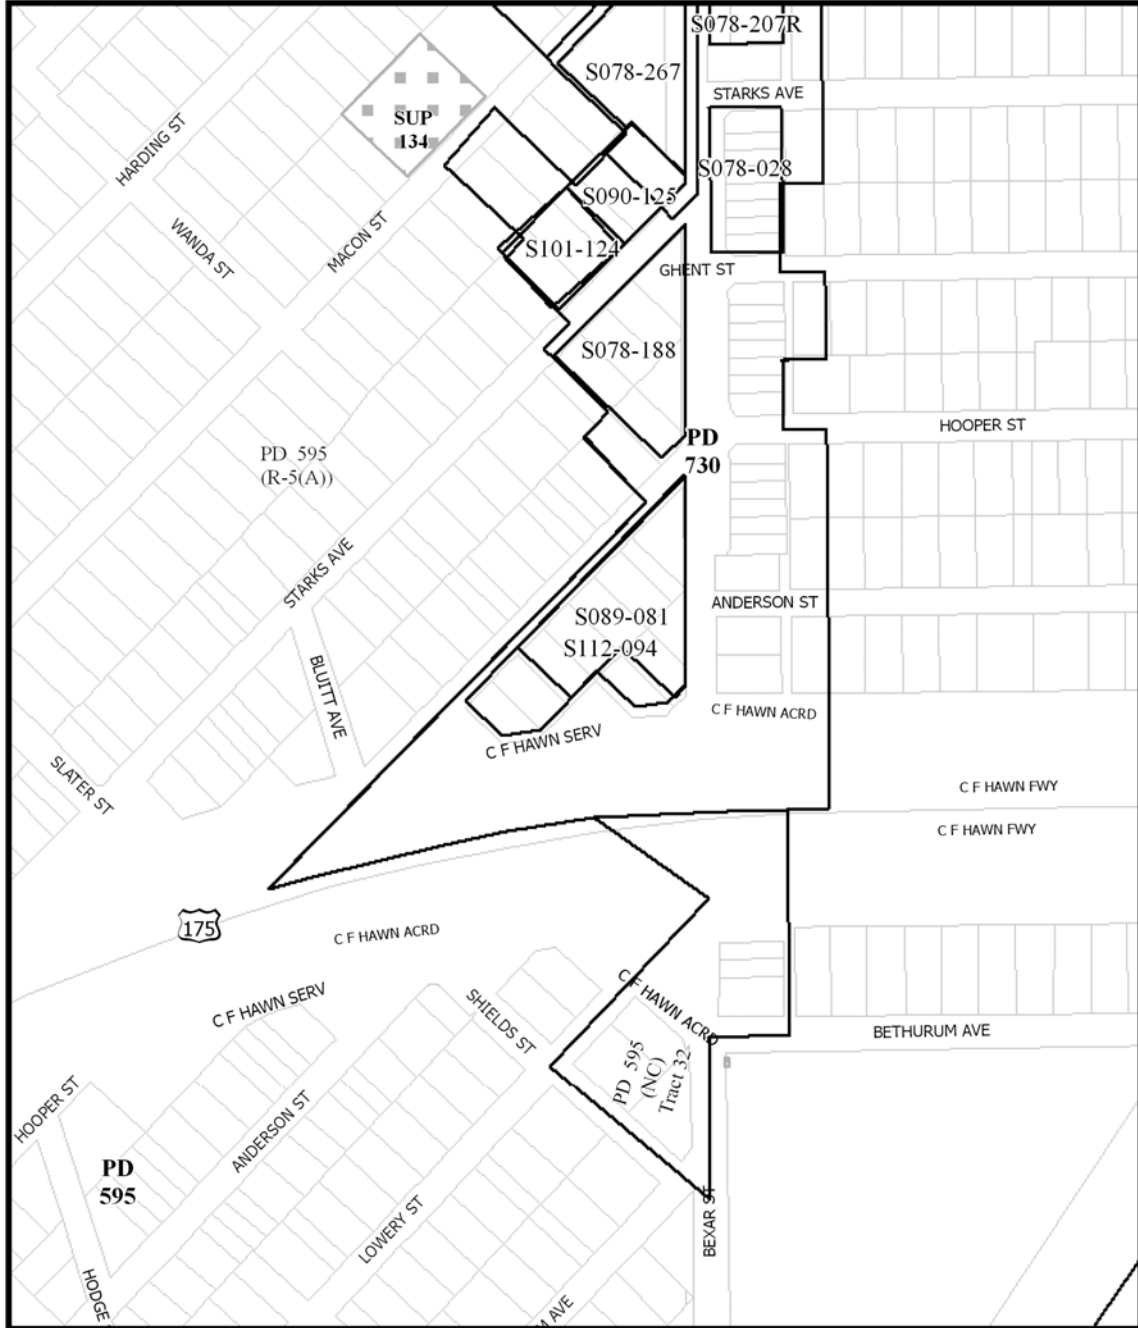 S078-207R
S078-267
STARKS AVE
SUP
134
HARDING ST
S078-028
S090-125
WANDA ST
MACON ST
S101-124
GHENT ST
S078-188
HOOPER ST
PD
730
PD 595
(R-5(A))
STARKS AVE
ANDERSON ST
S089-081
S112-094
BLUITT AVE
C F HAWN ACRD
C F HAWN SERV
SLATER ST
C F HAWN FWY
C F HAWN FWY
175
C F HAWN ACRD
C F HAWN SERV
SHIELDS ST
C F HAWN ACRD
BETHURUM AVE
PD 595
(NC)
Tract 32
HOOPER ST
ANDERSON ST
PD
595
LOWERY ST
BEXAR ST
HODGE
M AVE